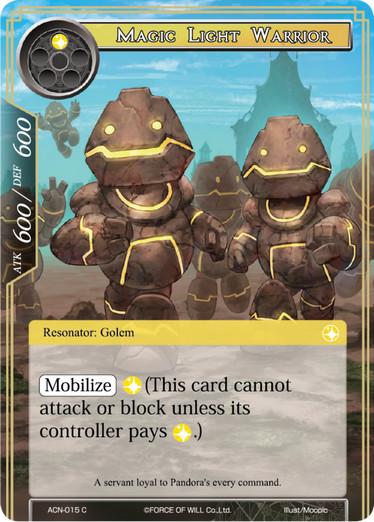 Magic Light Warrior
ATK 600 / DEF 600
Resonator: Golem
Mobilize (This card cannot
attack or block unless its
controller pays .)
A servant loyal to Pandora's every command.
ACN-015 C ©FORCE OF WILL Co.,Ltd. Illust/Moopic